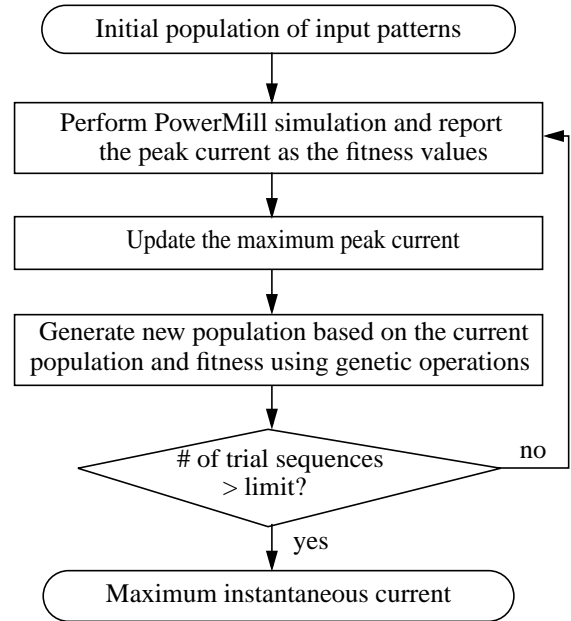 Initial population of input patterns
Perform PowerMill simulation and report
the peak current as the fitness values
Update the maximum peak current
Generate new population based on the current
population and fitness using genetic operations
# of trial sequences
> limit?
no
yes
Maximum instantaneous current